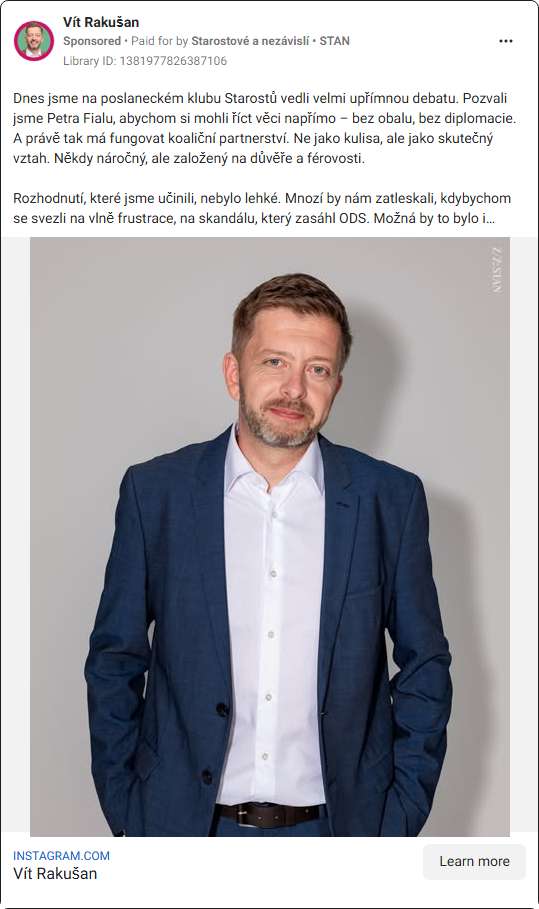 Vít Rakušan
Sponsored • Paid for by Starostové a nezávislí • STAN
Library ID: 1381977826387106
Dnes jsme na poslaneckém klubu Starostů vedli velmi upřímnou debatu. Pozvali
jsme Petra Fialu, abychom si mohli říct věci napřímo – bez obalu, bez diplomacie.
A právě tak má fungovat koaliční partnerství. Ne jako kulisa, ale jako skutečný
vztah. Někdy náročný, ale založený na důvěře a férovosti.
Rozhodnutí, které jsme učinili, nebylo lehké. Mnozí by nám zatleskali, kdybychom
se svezli na vlně frustrace, na skandálu, který zasáhl ODS. Možná by to bylo i...
Z/Z: STAN
INSTAGRAM.COM
Vít Rakušan
Learn more